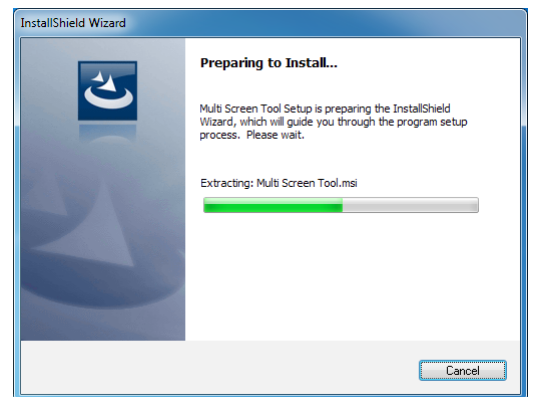 InstallShield Wizard
Preparing to Install...
Multi Screen Tool Setup is preparing the InstallShield
Wizard, which will guide you through the program setup
process.  Please wait.
Extracting: Multi Screen Tool.msi
Cancel